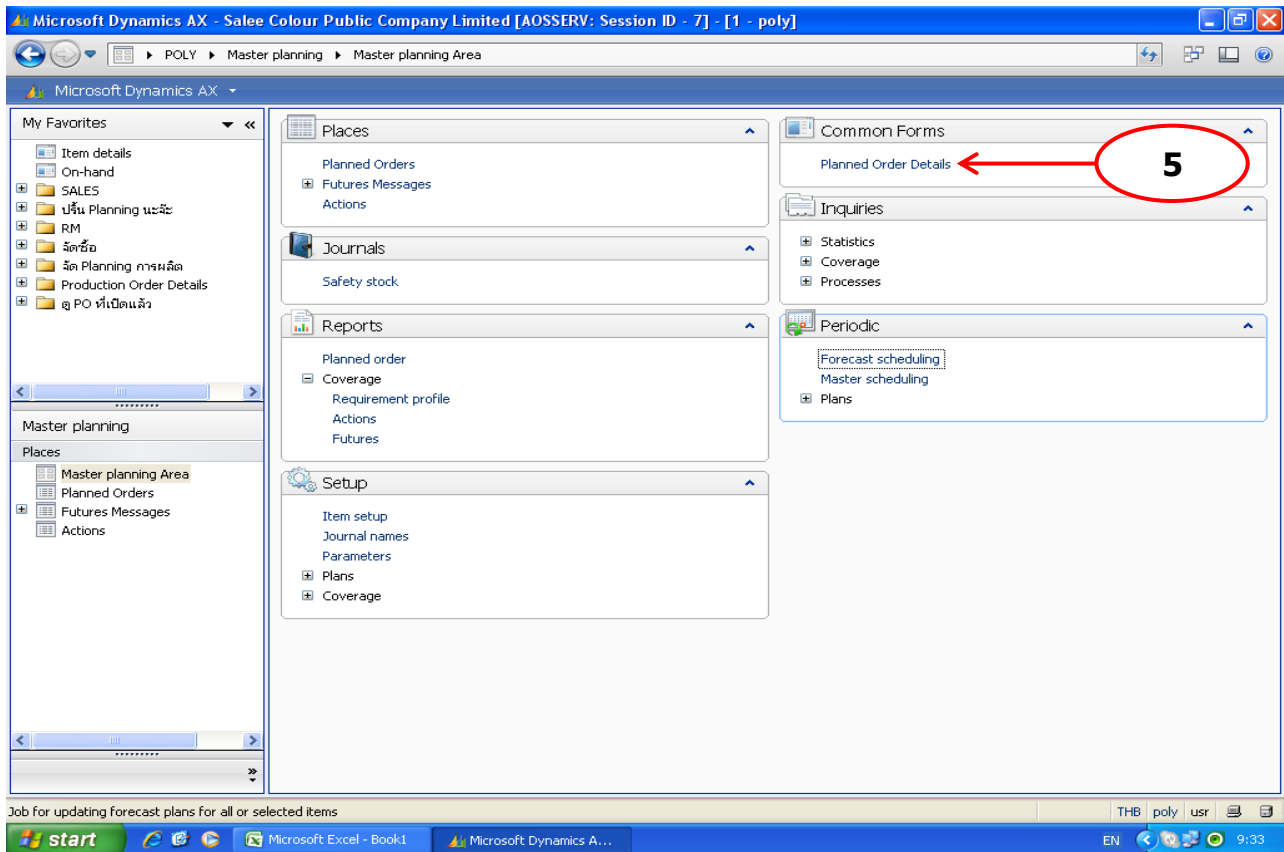 Microsoft Dynamics AX - Salee Colour Public Company Limited [AOSSERV: Session ID - 7] - [1 - poly]
POLY ▸ Master planning ▸ Master planning Area
Microsoft Dynamics AX
My Favorites
Item details
On-hand
SALES
ปริ้น Planning นะจ๊ะ
RM
จัดซื้อ
จัด Planning การผลิต
Production Order Details
ดู PO ที่เปิดแล้ว
Master planning
Places
Master planning Area
Planned Orders
Futures Messages
Actions
Places
Planned Orders
Futures Messages
Actions
Journals
Safety stock
Reports
Planned order
Coverage
Requirement profile
Actions
Futures
Setup
Item setup
Journal names
Parameters
Plans
Coverage
Common Forms
Planned Order Details
5
Inquiries
Statistics
Coverage
Processes
Periodic
Forecast scheduling
Master scheduling
Plans
Job for updating forecast plans for all or selected items
THB poly usr
start
Microsoft Excel - Book1
Microsoft Dynamics A...
EN
9:33